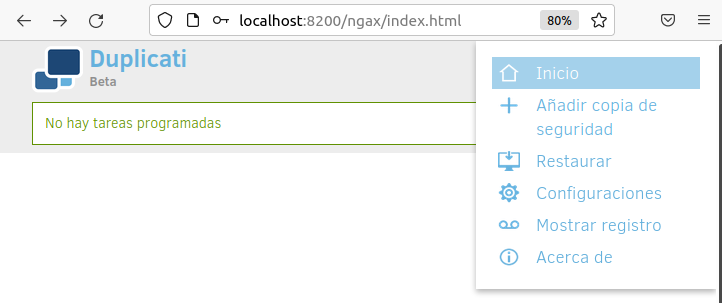 localhost:8200/ngax/index.html
80%
Duplicati
Beta
No hay tareas programadas
Inicio
Añadir copia de
seguridad
Restaurar
Configuraciones
Mostrar registro
Acerca de